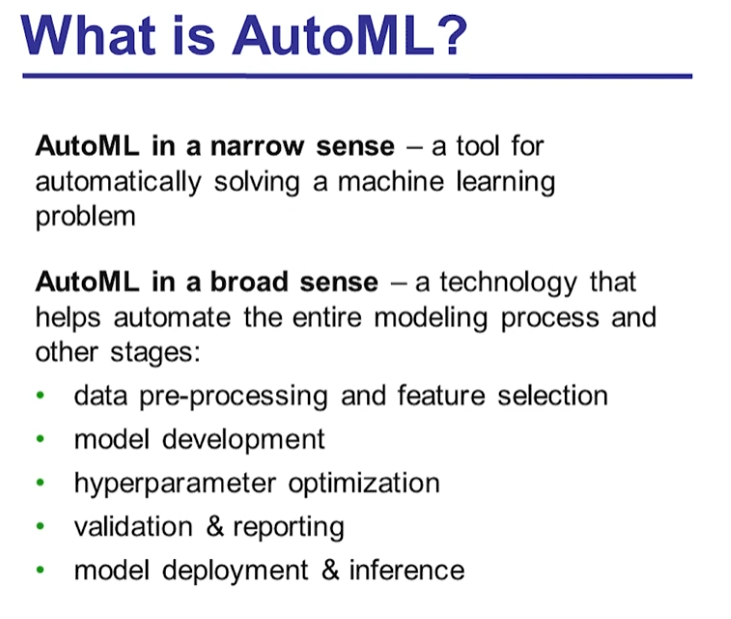 What is AutoML?
AutoML in a narrow sense – a tool for
automatically solving a machine learning
problem
AutoML in a broad sense – a technology that
helps automate the entire modeling process and
other stages:
• data pre-processing and feature selection
• model development
• hyperparameter optimization
• validation & reporting
• model deployment & inference